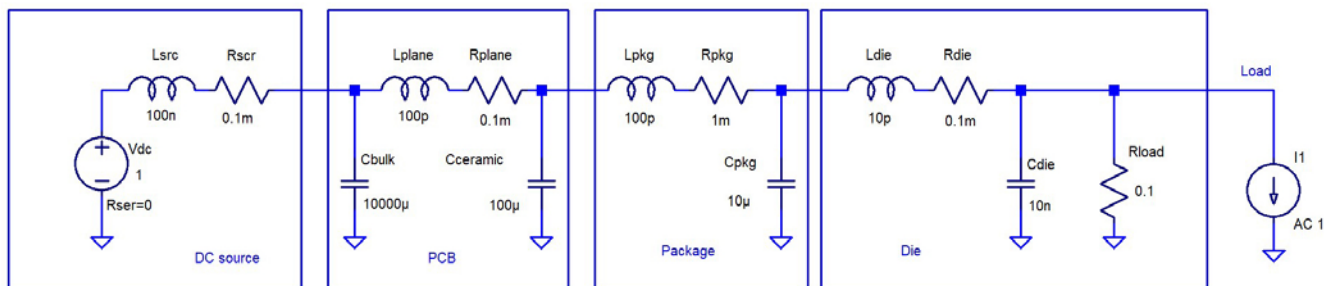 Lsrc
Rscr
100n
0.1m
Vdc
1
Rser=0
DC source
Lplane
Rplane
100p
0.1m
Cbulk
10000µ
Cceramic
100µ
PCB
Lpkg
Rpkg
100p
1m
Cpkg
10µ
Package
Ldie
Rdie
10p
0.1m
Cdie
10n
Rload
0.1
Die
Load
I1
AC 1